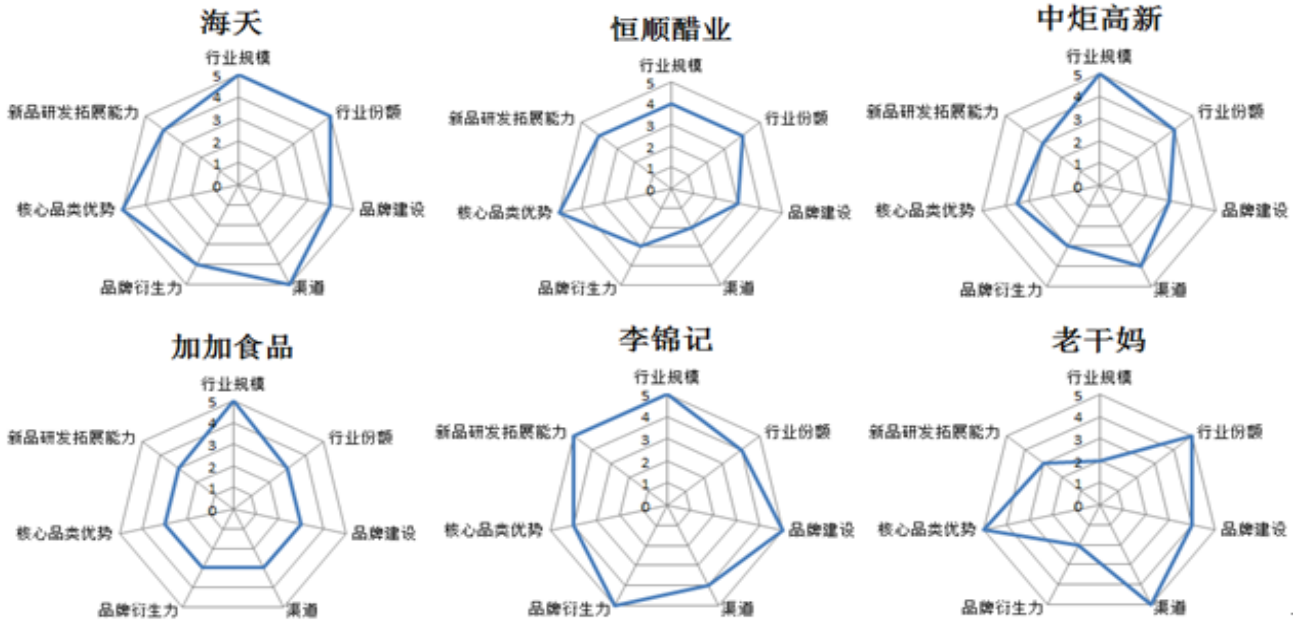 海天
行业规模
5
4
3
2
1
0
行业份额
品牌建设
渠道
品牌衍生力
核心品类优势
新品研发拓展能力
恒顺醋业
行业规模
5
4
3
2
1
0
行业份额
品牌建设
渠道
品牌衍生力
核心品类优势
新品研发拓展能力
中炬高新
行业规模
5
4
3
2
1
0
行业份额
品牌建设
渠道
品牌衍生力
核心品类优势
新品研发拓展能力
加加食品
行业规模
5
4
3
2
1
0
行业份额
品牌建设
渠道
品牌衍生力
核心品类优势
新品研发拓展能力
李锦记
行业规模
5
4
3
2
1
0
行业份额
品牌建设
渠道
品牌衍生力
核心品类优势
新品研发拓展能力
老干妈
行业规模
5
4
3
2
1
0
行业份额
品牌建设
渠道
品牌衍生力
核心品类优势
新品研发拓展能力